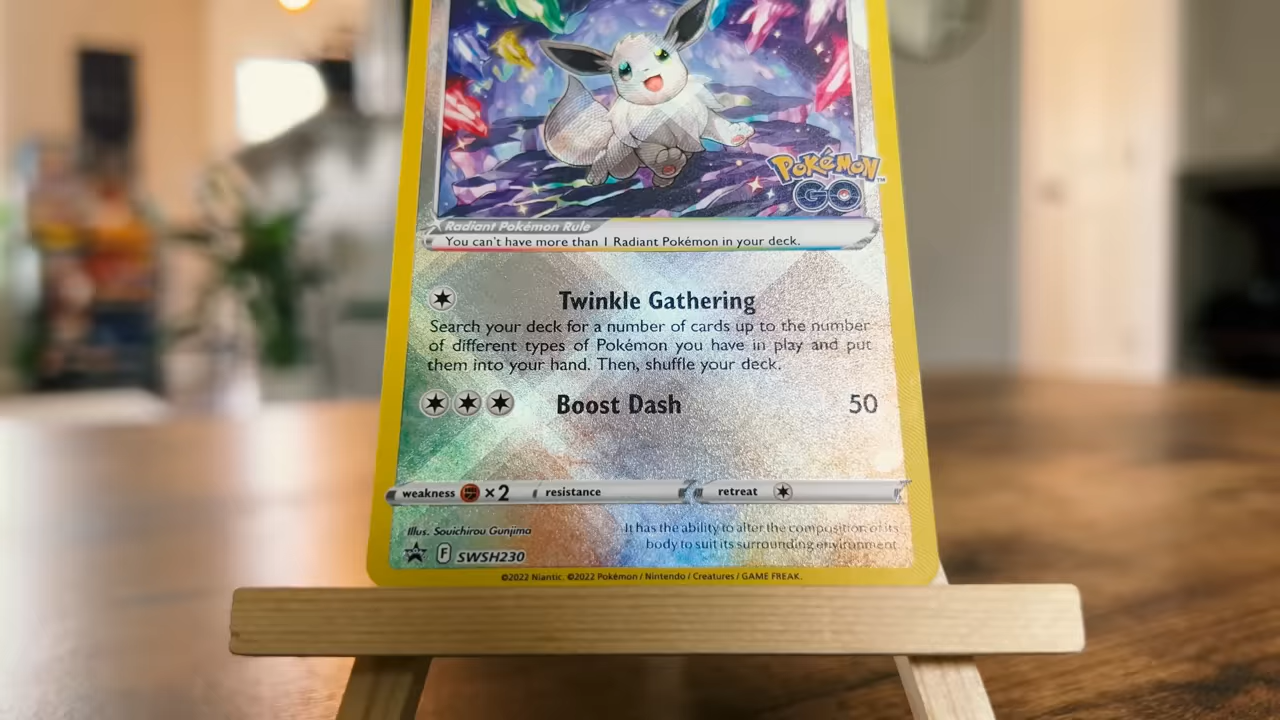 Pokémon
GO
Radiant Pokémon Rule
You can't have more than 1 Radiant Pokémon in your deck.
Twinkle Gathering
Search your deck for a number of cards up to the number
of different types of Pokémon you have in play and put
them into your hand. Then, shuffle your deck.
Boost Dash 50
weakness ×2 resistance retreat
Illus. Souichirou Gunjima
It has the ability to alter the composition of its
body to suit its surrounding environment.
F SWSH230
©2022 Niantic. ©2022 Pokémon / Nintendo / Creatures / GAME FREAK.